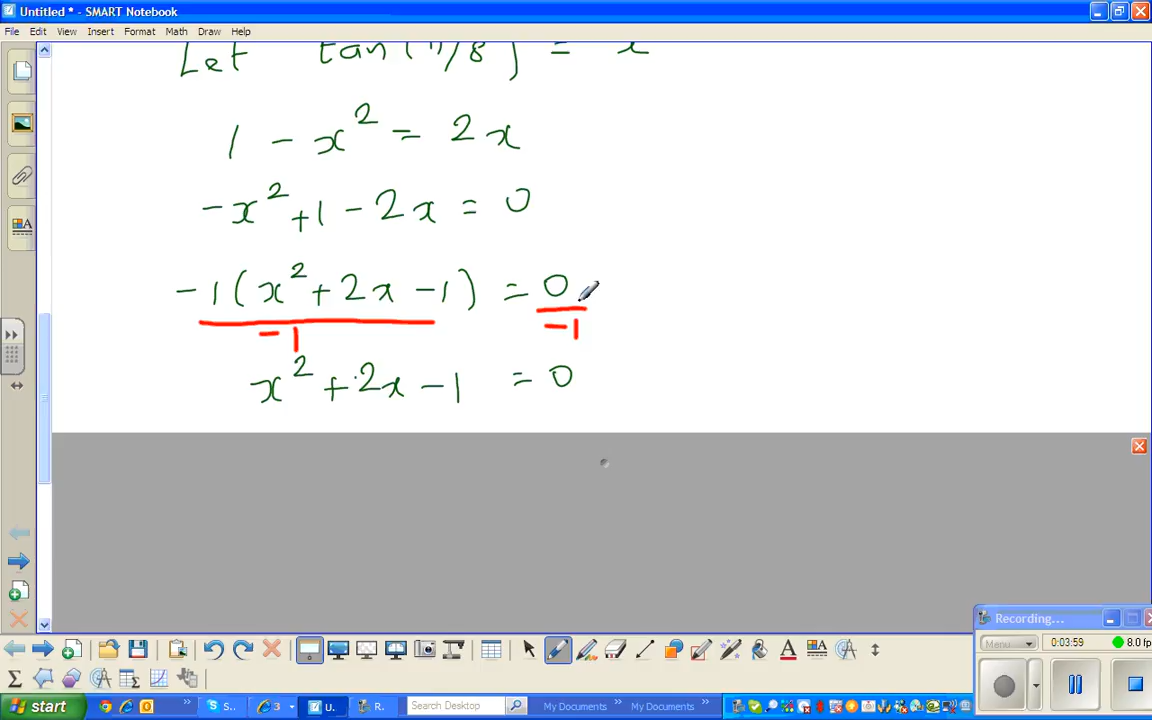 Untitled * - SMART Notebook
File Edit View Insert Format Math Draw Help
Let tan(π/8) = x
1 - x² = 2x
-x² + 1 - 2x = 0
-1(x² + 2x - 1) = 0
-1 -1
x² + 2x - 1 = 0
Recording...
Menu 0:03:59 8.0 f
start S... 3 U. R. Search Desktop My Documents » My Documents »